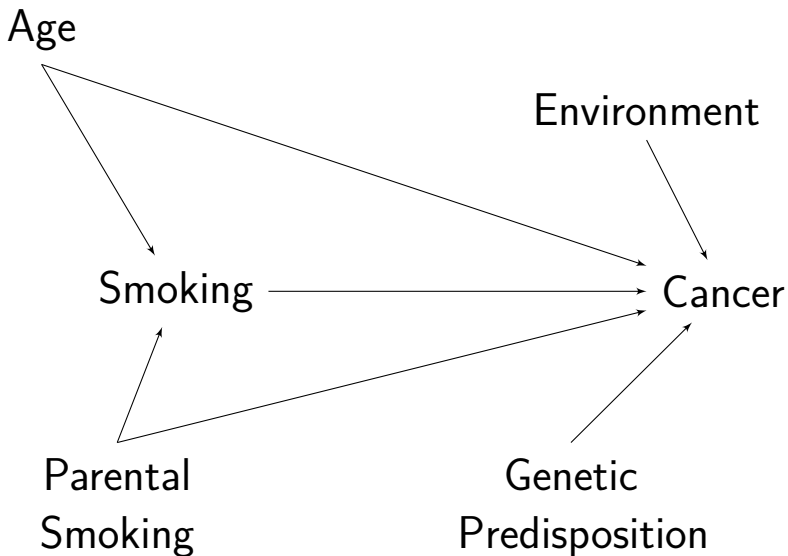 Age
Environment
Smoking
Cancer
Parental
Smoking
Genetic
Predisposition